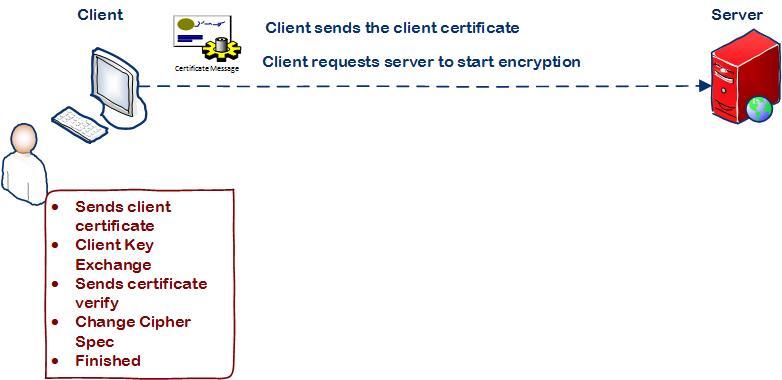 Client
Server
Client sends the client certificate
Certificate Message
Client requests server to start encryption
Sends client
certificate
Client Key
Exchange
Sends certificate
verify
Change Cipher
Spec
Finished